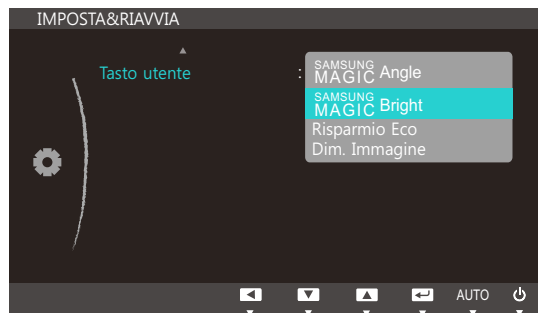 IMPOSTA&RIAVVIA
Tasto utente : SAMSUNG MAGIC Angle
SAMSUNG MAGIC Bright
Risparmio Eco
Dim. Immagine
AUTO